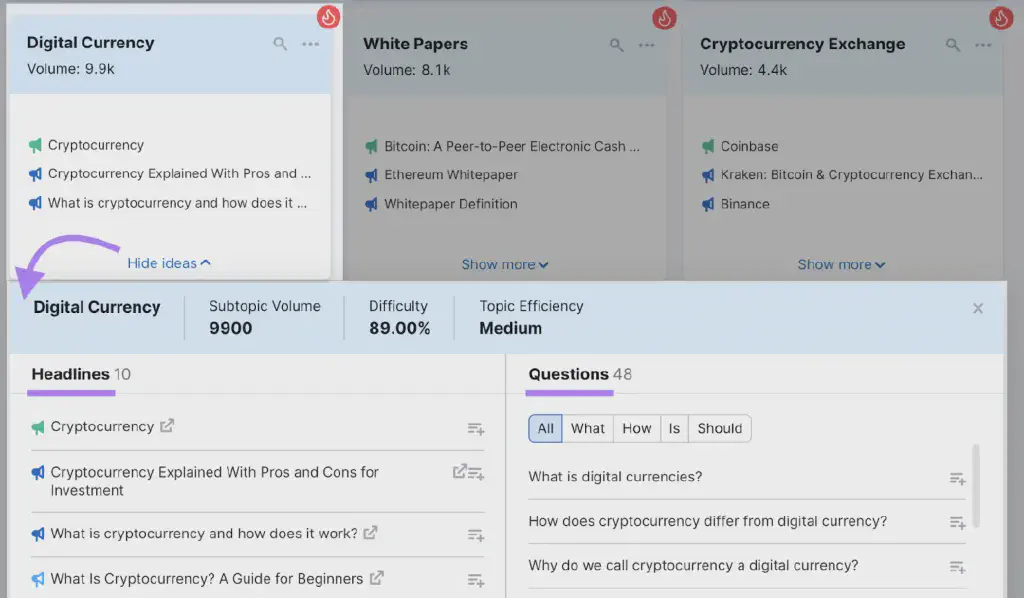 Digital Currency
Volume: 9.9k
Cryptocurrency
Cryptocurrency Explained With Pros and ...
What is cryptocurrency and how does it ...
Hide ideas
White Papers
Volume: 8.1k
Bitcoin: A Peer-to-Peer Electronic Cash ...
Ethereum Whitepaper
Whitepaper Definition
Show more
Cryptocurrency Exchange
Volume: 4.4k
Coinbase
Kraken: Bitcoin & Cryptocurrency Exchan...
Binance
Show more
Digital Currency
Subtopic Volume
9900
Difficulty
89.00%
Topic Efficiency
Medium
Headlines 10
Cryptocurrency
Cryptocurrency Explained With Pros and Cons for
Investment
What is cryptocurrency and how does it work?
What Is Cryptocurrency? A Guide for Beginners
Questions 48
All What How Is Should
What is digital currencies?
How does cryptocurrency differ from digital currency?
Why do we call cryptocurrency a digital currency?